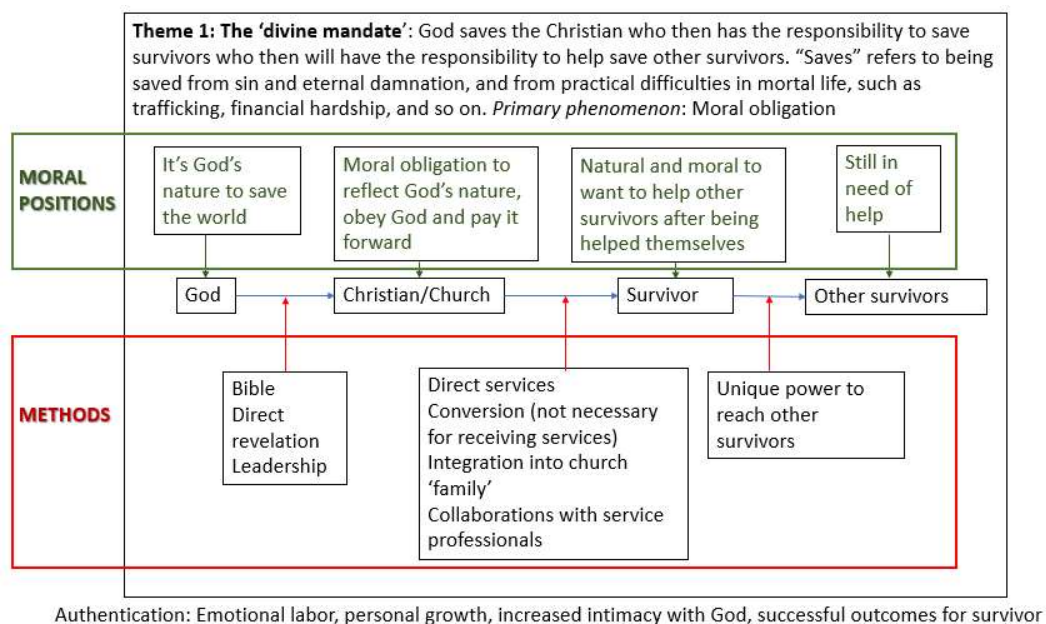 Theme 1: The ‘divine mandate’: God saves the Christian who then has the responsibility to save
survivors who then will have the responsibility to help save other survivors. “Saves” refers to being
saved from sin and eternal damnation, and from practical difficulties in mortal life, such as
trafficking, financial hardship, and so on. Primary phenomenon: Moral obligation
MORAL
POSITIONS
It’s God’s
nature to save
the world
Moral obligation to
reflect God’s nature,
obey God and pay it
forward
Natural and moral to
want to help other
survivors after being
helped themselves
Still in
need of
help
God
Christian/Church
Survivor
Other survivors
METHODS
Bible
Direct
revelation
Leadership
Direct services
Conversion (not necessary
for receiving services)
Integration into church
‘family’
Collaborations with service
professionals
Unique power to
reach other
survivors
Authentication: Emotional labor, personal growth, increased intimacy with God, successful outcomes for survivor